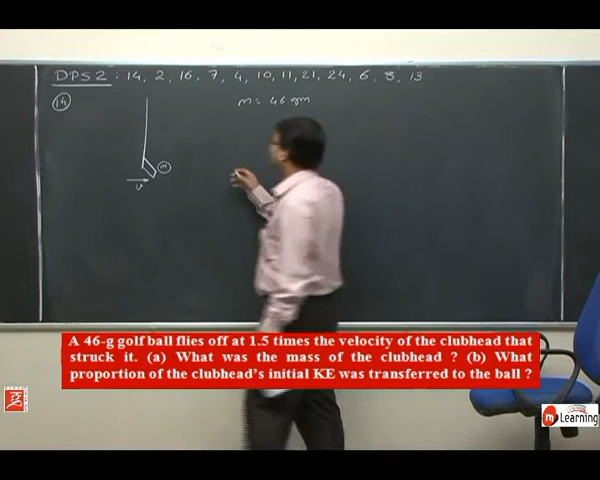 DPS 2 : 14, 2, 16, 7, 4, 10, 11, 21, 24, 6, 8, 13
14
m = 46 gm
m
u
A 46-g golf ball flies off at 1.5 times the velocity of the clubhead that
struck it. (a) What was the mass of the clubhead ? (b) What
proportion of the clubhead's initial KE was transferred to the ball ?
m Learning